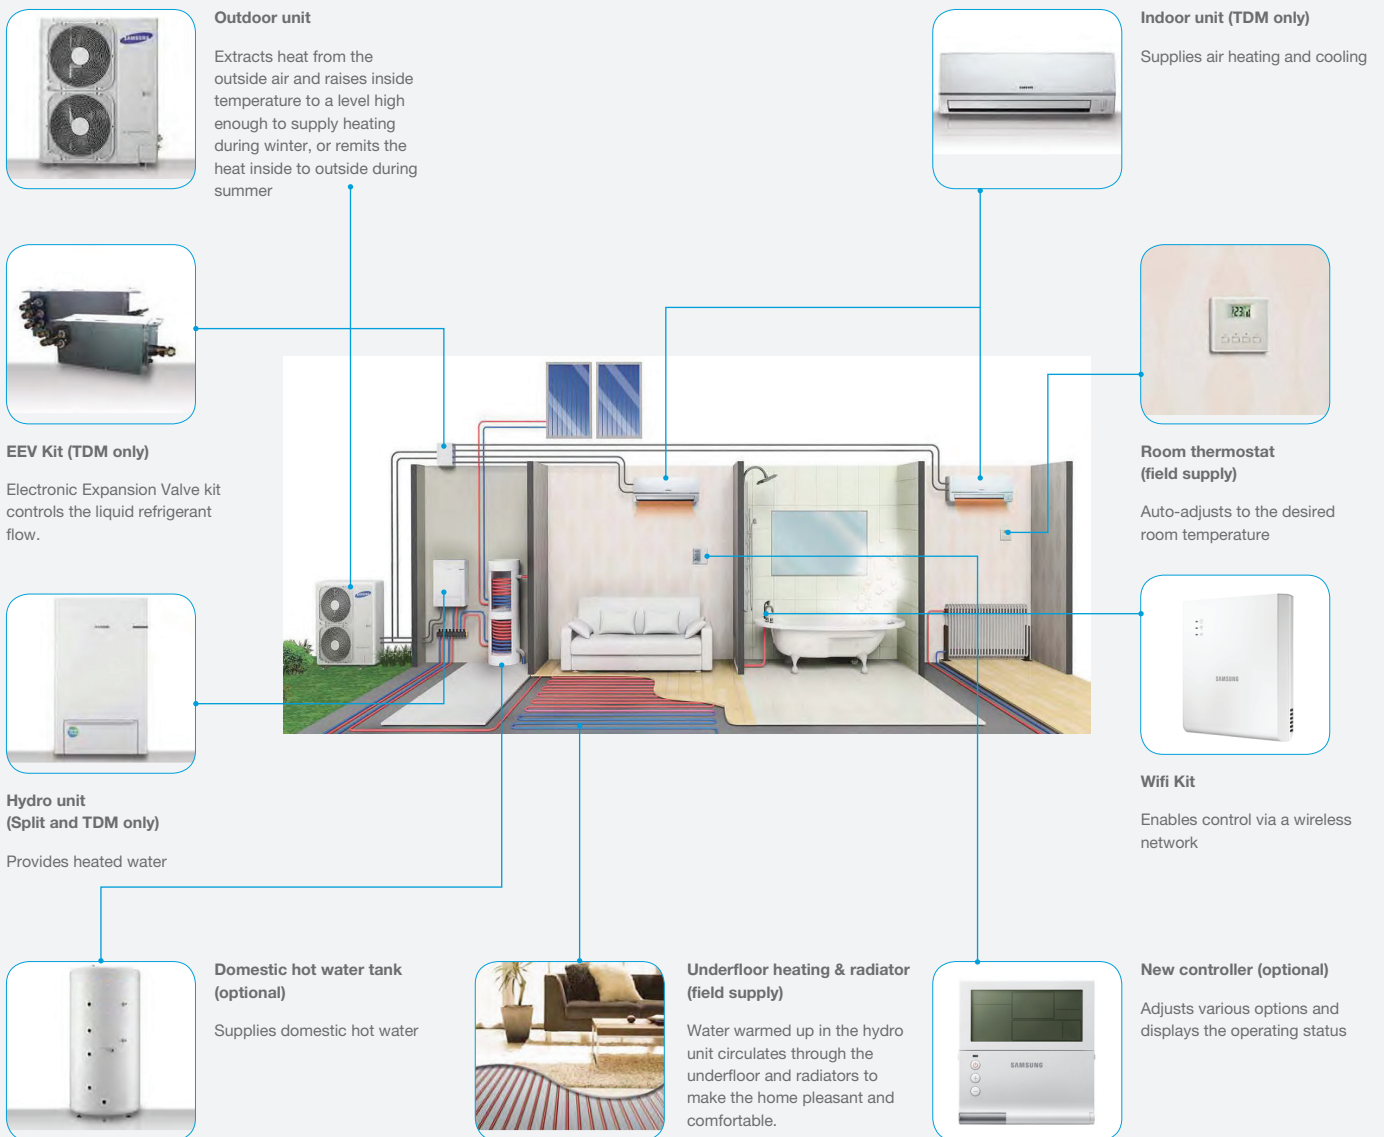 Outdoor unit
Extracts heat from the
outside air and raises inside
temperature to a level high
enough to supply heating
during winter, or remits the
heat inside to outside during
summer
SAMSUNG
Indoor unit (TDM only)
Supplies air heating and cooling
SAMSUNG
EEV Kit (TDM only)
Electronic Expansion Valve kit
controls the liquid refrigerant
flow.
Room thermostat
(field supply)
Auto-adjusts to the desired
room temperature
SAMSUNG
Hydro unit
(Split and TDM only)
Provides heated water
SAMSUNG
Wifi Kit
Enables control via a wireless
network
Domestic hot water tank
(optional)
Supplies domestic hot water
Underfloor heating & radiator
(field supply)
Water warmed up in the hydro
unit circulates through the
underfloor and radiators to
make the home pleasant and
comfortable.
SAMSUNG
New controller (optional)
Adjusts various options and
displays the operating status